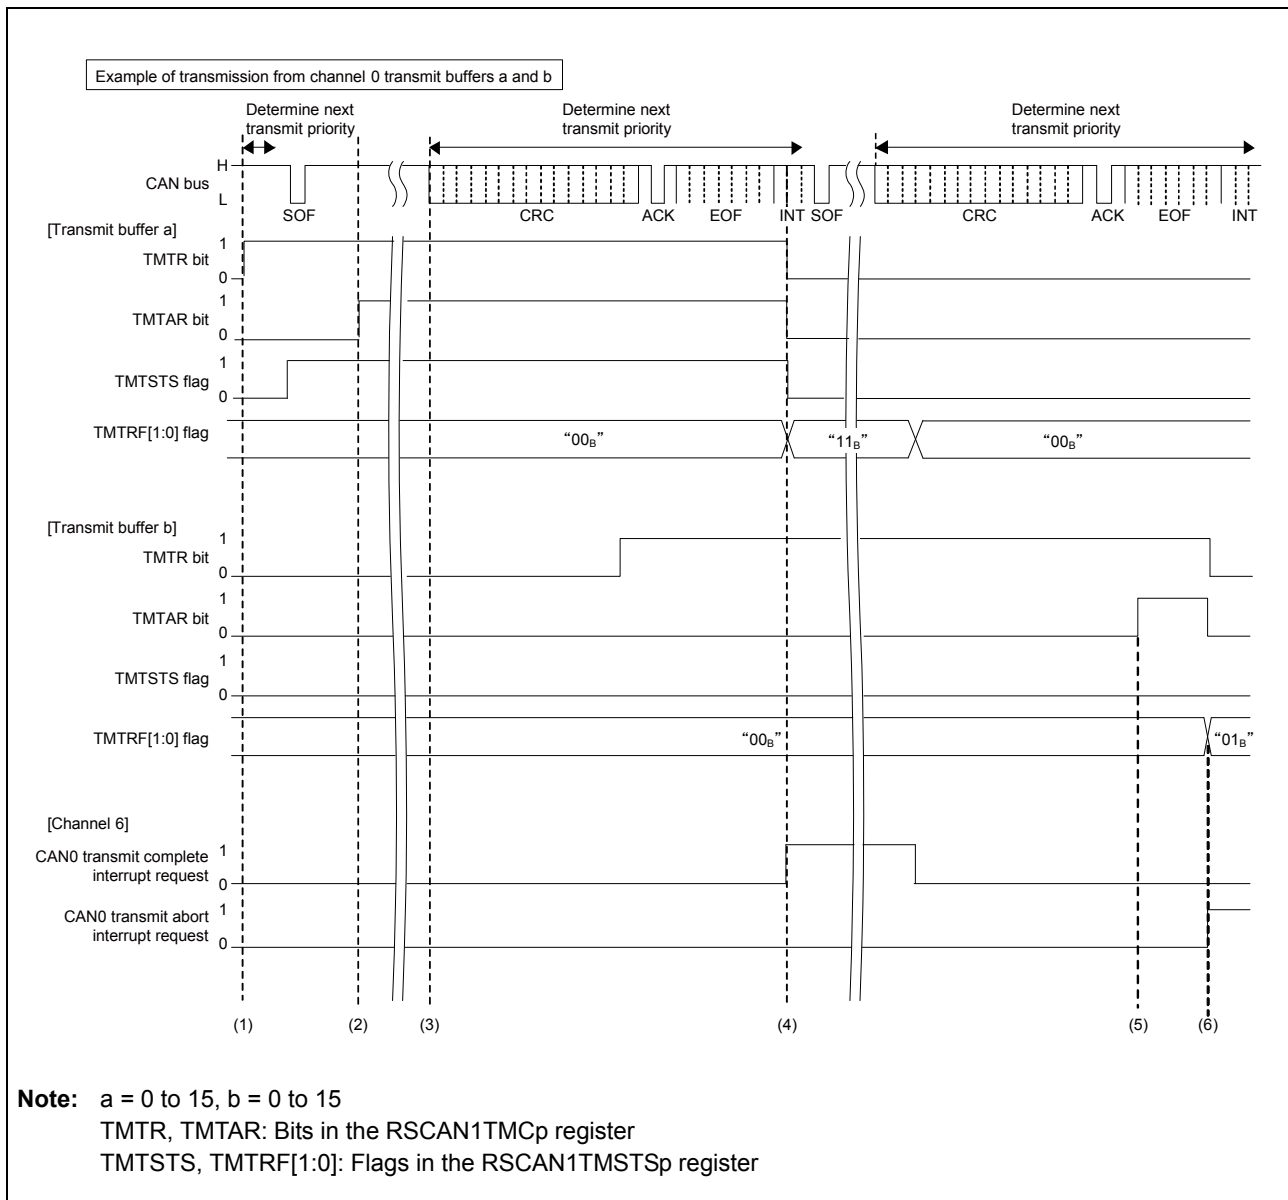 Example of transmission from channel 0 transmit buffers a and b
Determine next
transmit priority
Determine next
transmit priority
Determine next
transmit priority
H
CAN bus
L
SOF
CRC
ACK
EOF
INT
SOF
CRC
ACK
EOF
INT
[Transmit buffer a]
1
TMTR bit
0
1
TMTAR bit
0
1
TMTSTS flag
0
TMTRF[1:0] flag
“00B”
“11B”
“00B”
[Transmit buffer b]
1
TMTR bit
0
1
TMTAR bit
0
1
TMTSTS flag
0
TMTRF[1:0] flag
“00B”
“01B”
[Channel 6]
CAN0 transmit complete
interrupt request
1
0
CAN0 transmit abort
interrupt request
1
0
(1)
(2)
(3)
(4)
(5)
(6)
Note: a = 0 to 15, b = 0 to 15
TMTR, TMTAR: Bits in the RSCAN1TMCp register
TMTSTS, TMTRF[1:0]: Flags in the RSCAN1TMSTSp register